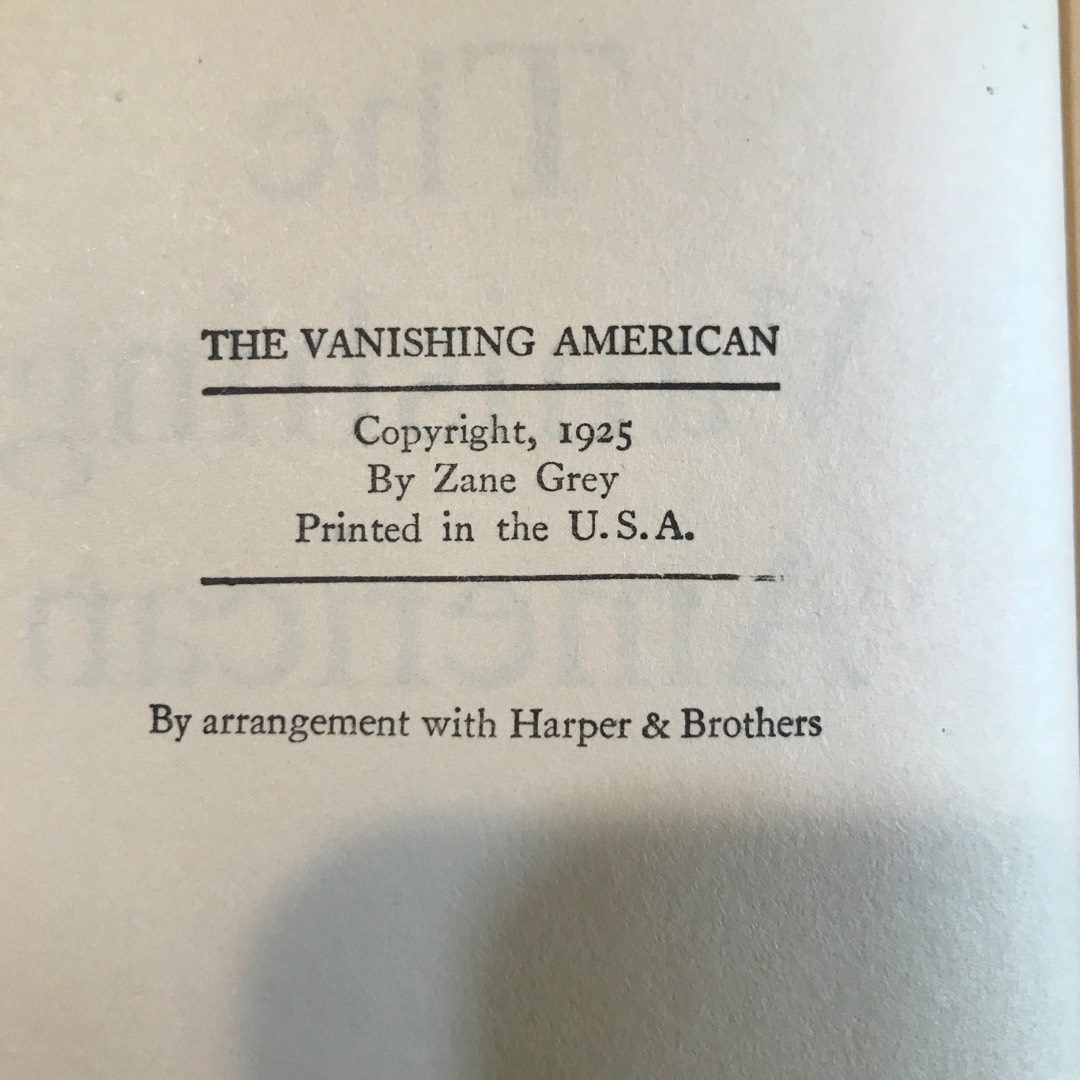 THE VANISHING AMERICAN
Copyright, 1925
By Zane Grey
Printed in the U.S.A.
By arrangement with Harper & Brothers